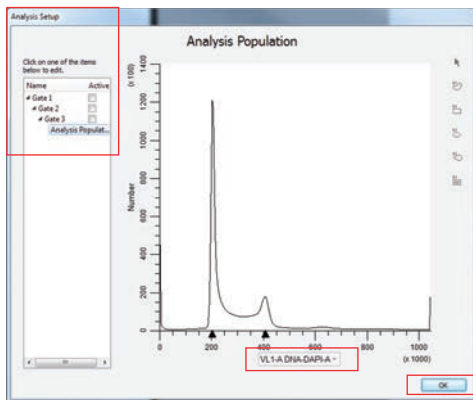 Analysis Setup
Analysis Population
Click on one of the items
below to edit.
Name Active
Gate 1
Gate 2
Gate 3
Analysis Populat...
(x 100)
1400
1200
1000
800
600
400
200
0
Number
0 200 400 600 800 1000
(x 1000)
VL1-A DNA-DAPI-A
OK